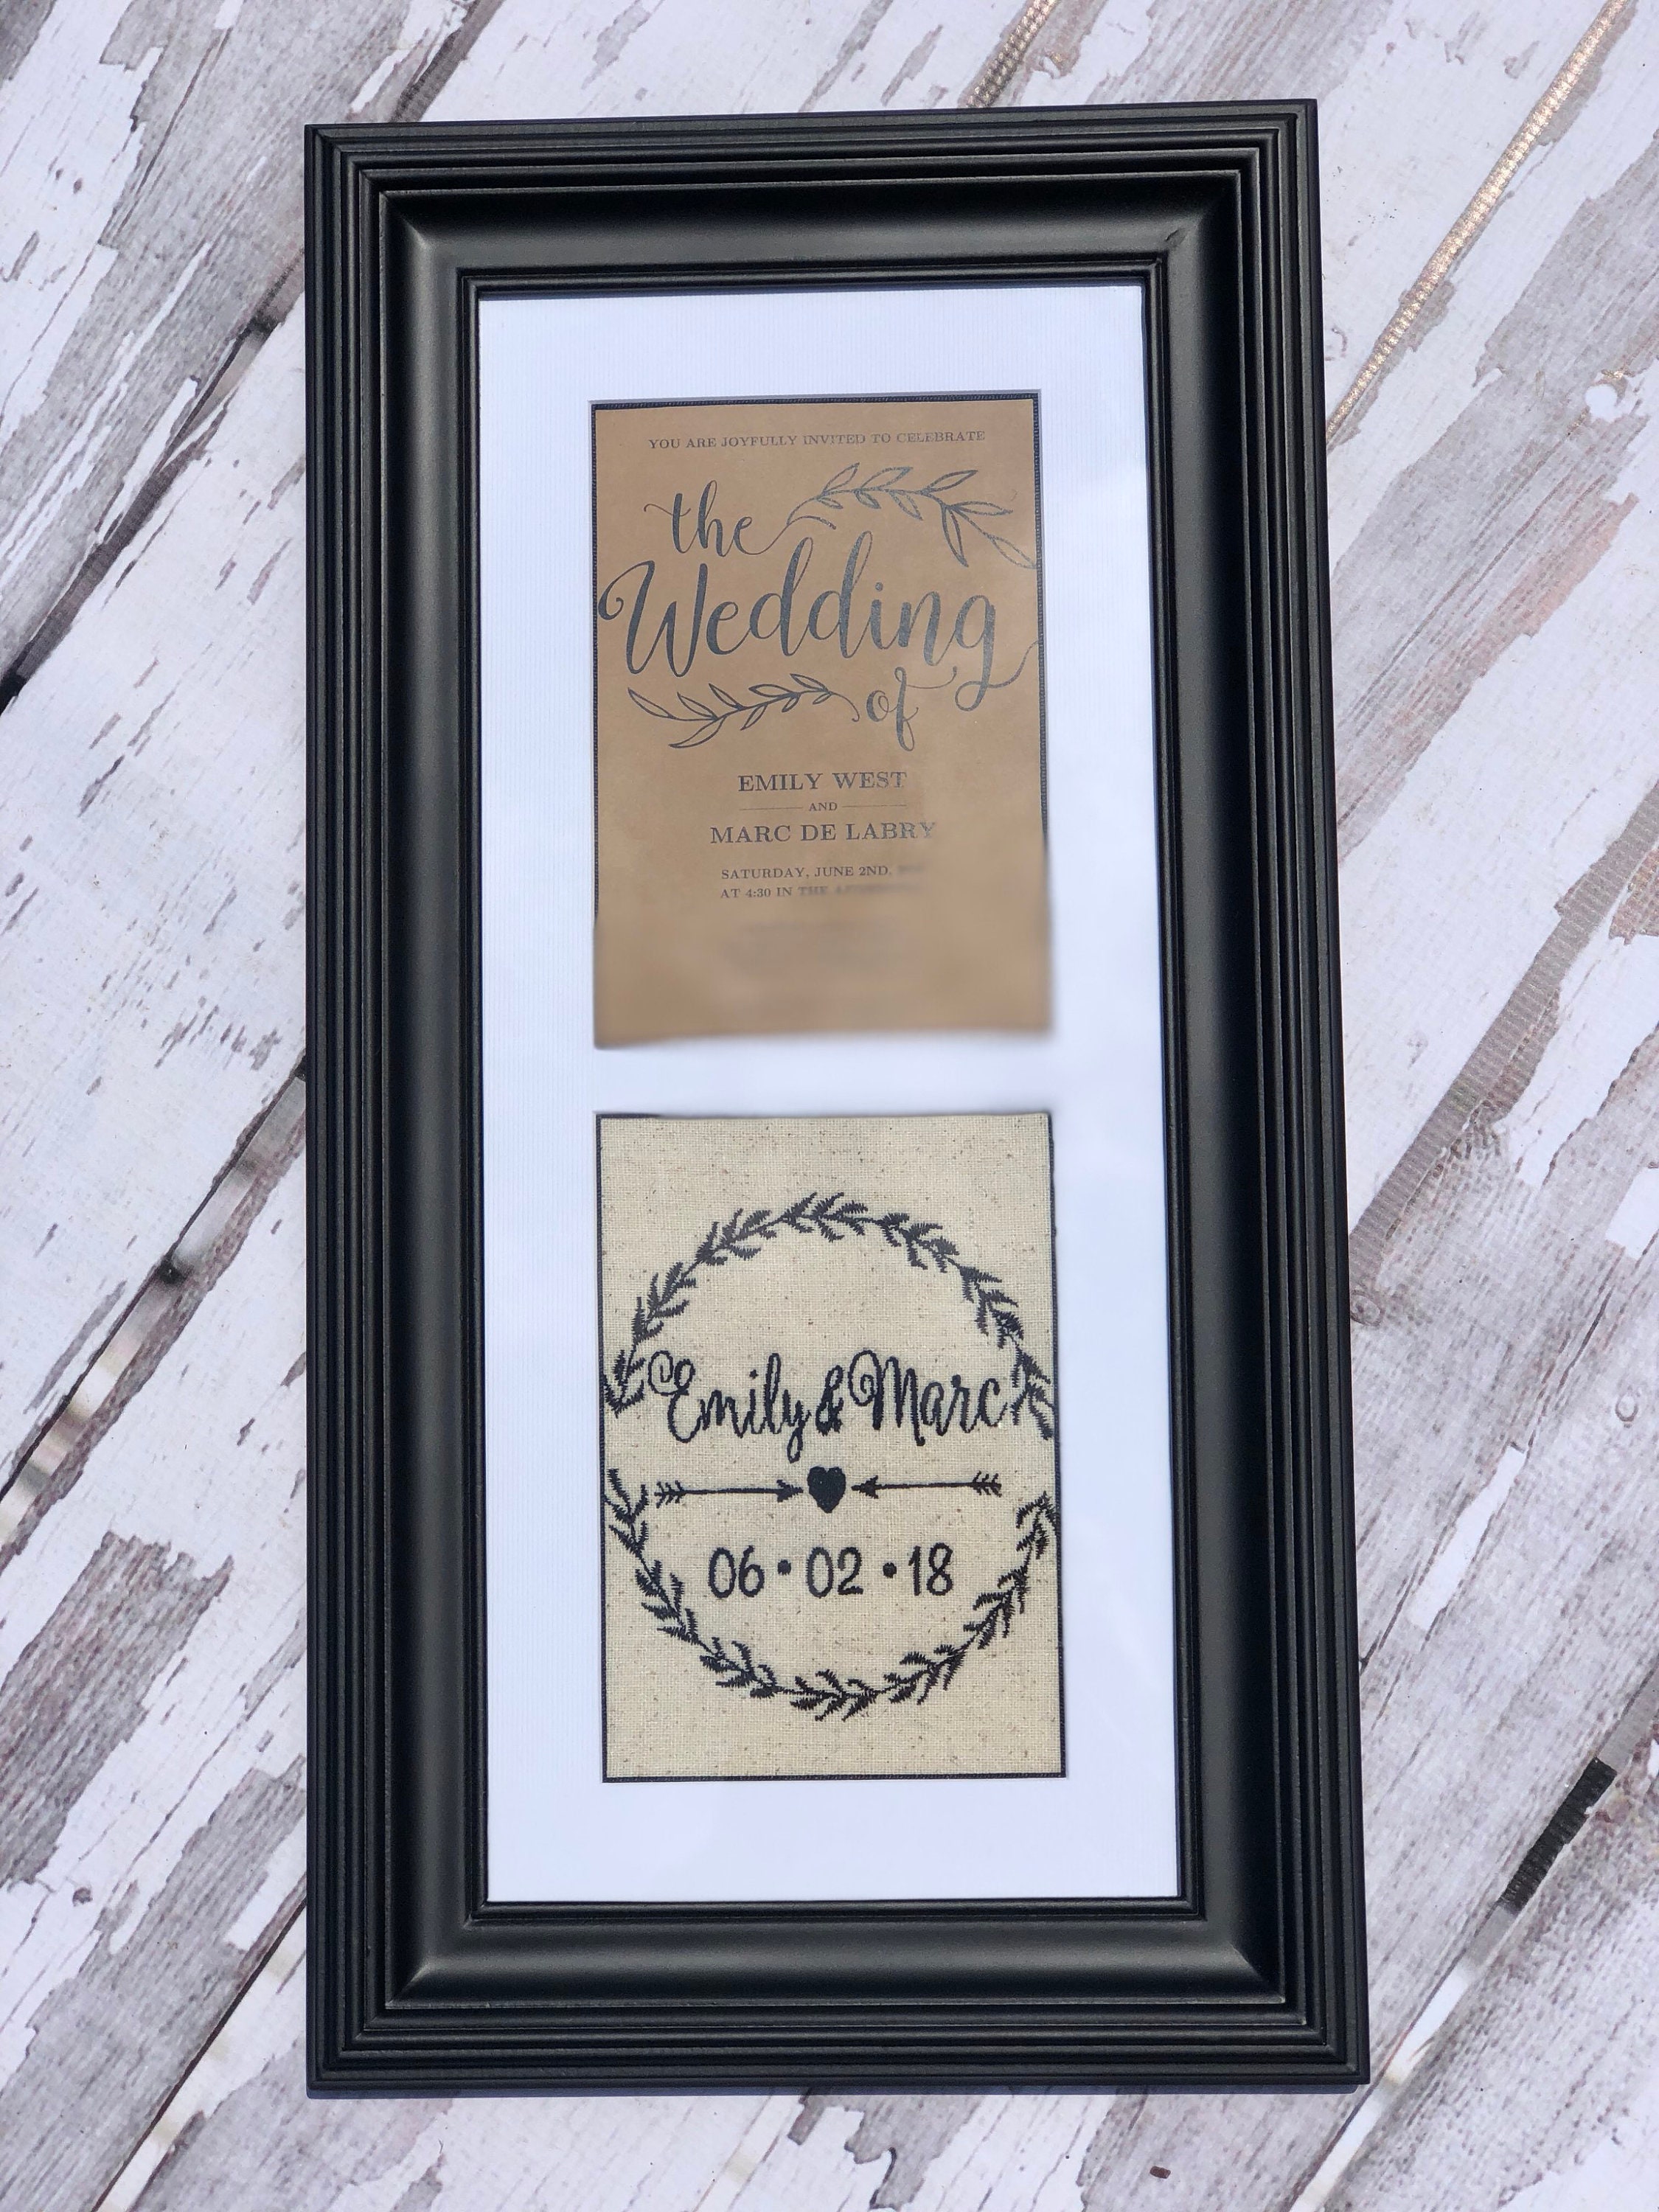 YOU ARE JOYFULLY INVITED TO CELEBRATE
the
Wedding
of
EMILY WEST
AND
MARC DE LABRY
SATURDAY, JUNE 2ND,
AT 4:30 IN THE
Emily & Marc
06 • 02 • 18